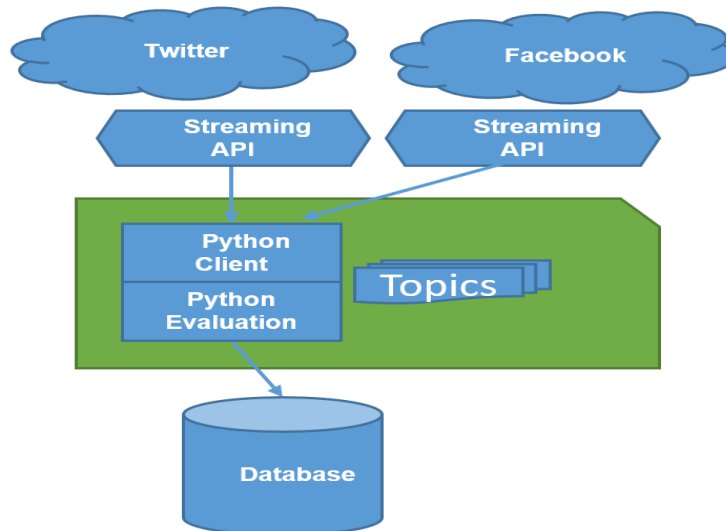 Twitter
Facebook
Streaming
API
Streaming
API
Python
Client
Topics
Python
Evaluation
Database